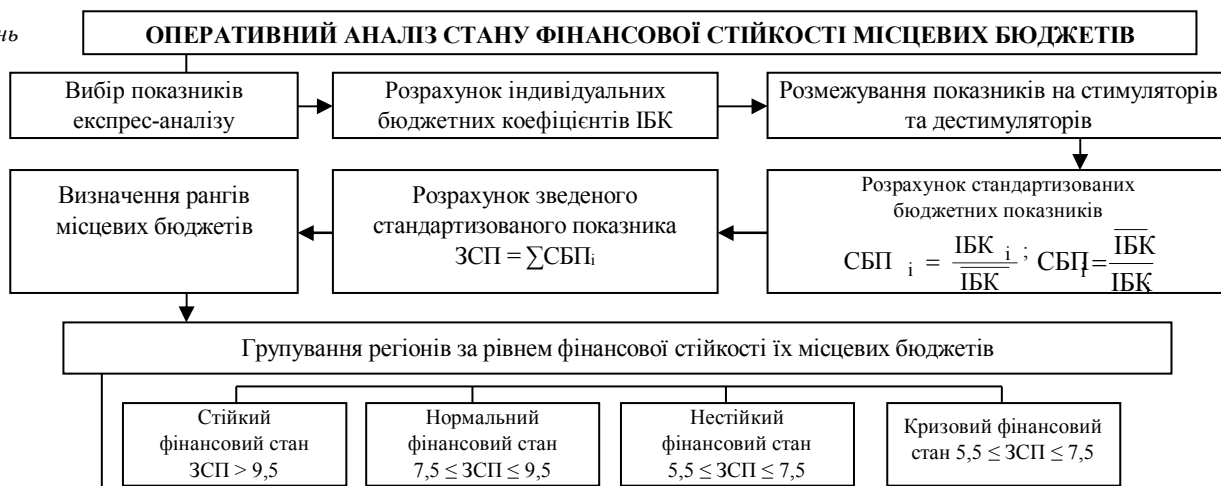 нь
ОПЕРАТИВНИЙ АНАЛІЗ СТАНУ ФІНАНСОВОЇ СТІЙКОСТІ МІСЦЕВИХ БЮДЖЕТІВ
Вибір показників
експрес-аналізу
Розрахунок індивідуальних
бюджетних коефіцієнтів ІБК
Розмежування показників на стимуляторів
та дестимуляторів
Розрахунок стандартизованих
бюджетних показників
СБП i = ІБК i / ІБК ; СБПi = ІБК / ІБКi
Розрахунок зведеного
стандартизованого показника
ЗСП = ∑СБПi
Визначення рангів
місцевих бюджетів
Групування регіонів за рівнем фінансової стійкості їх місцевих бюджетів
Стійкий
фінансовий стан
ЗСП > 9,5
Нормальний
фінансовий стан
7,5 ≤ ЗСП ≤ 9,5
Нестійкий
фінансовий стан
5,5 ≤ ЗСП ≤ 7,5
Кризовий фінансовий
стан 5,5 ≤ ЗСП ≤ 7,5